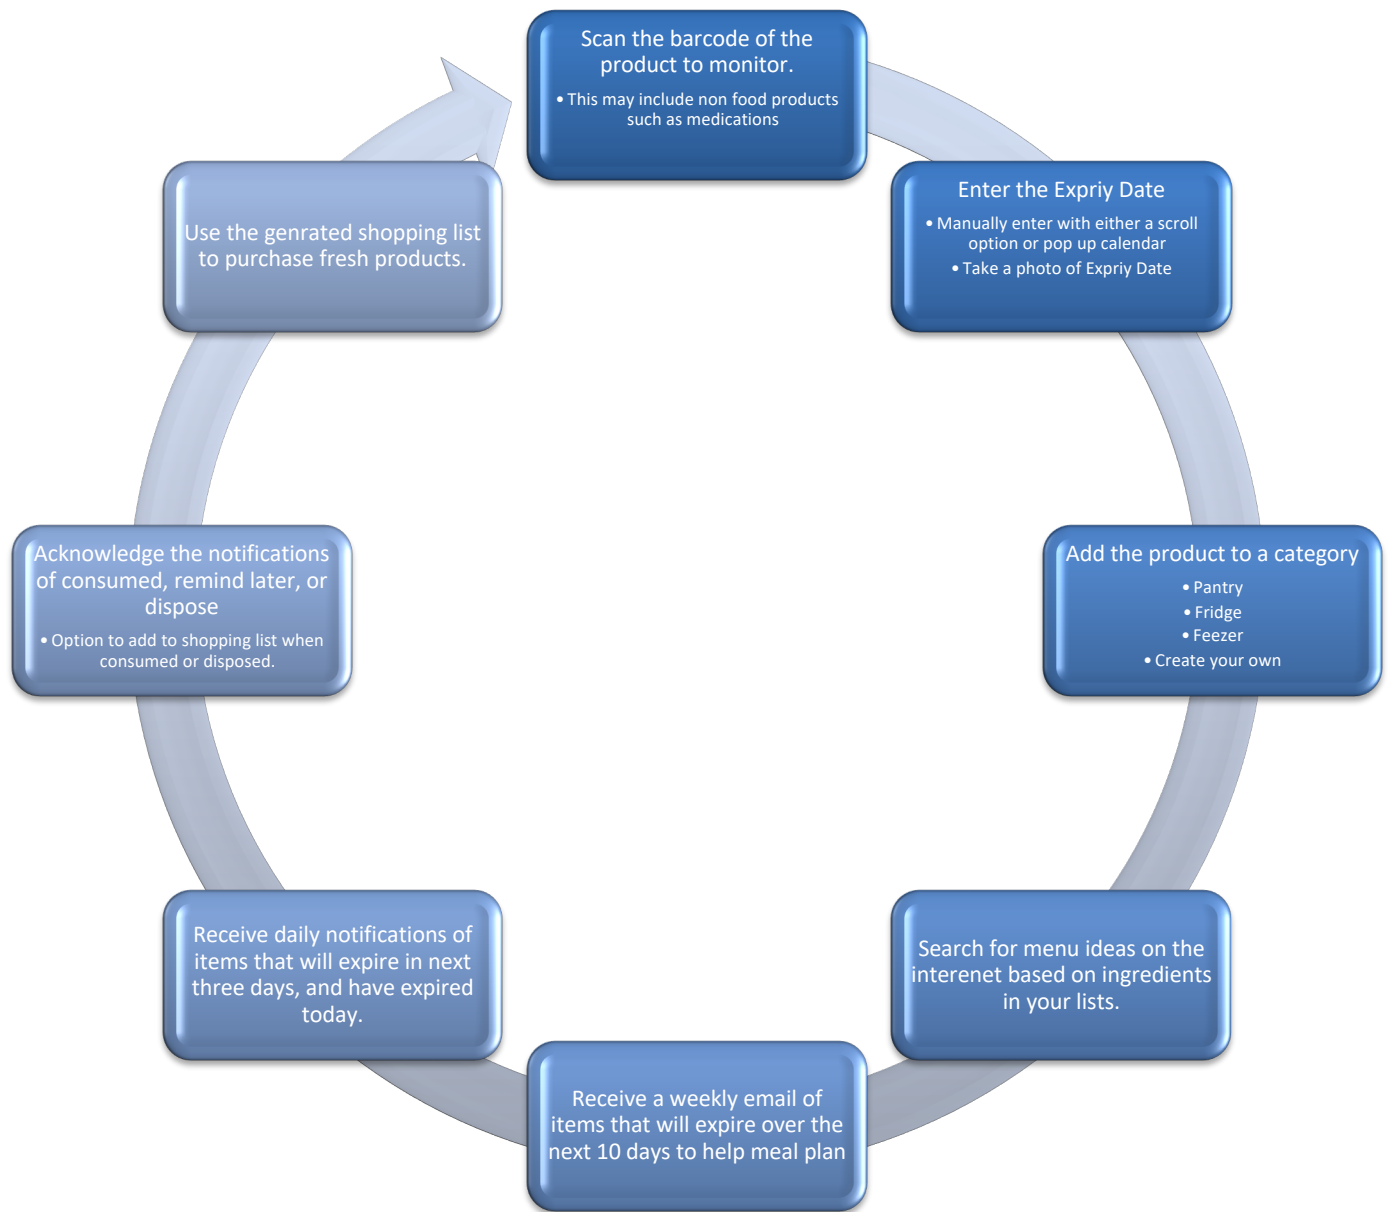 Scan the barcode of the
product to monitor.
• This may include non food products
such as medications
Enter the Expriy Date
• Manually enter with either a scroll
option or pop up calendar
• Take a photo of Expriy Date
Add the product to a category
• Pantry
• Fridge
• Feezer
• Create your own
Search for menu ideas on the
interenet based on ingredients
in your lists.
Receive a weekly email of
items that will expire over the
next 10 days to help meal plan
Receive daily notifications of
items that will expire in next
three days, and have expired
today.
Acknowledge the notifications
of consumed, remind later, or
dispose
• Option to add to shopping list when
consumed or disposed.
Use the genrated shopping list
to purchase fresh products.